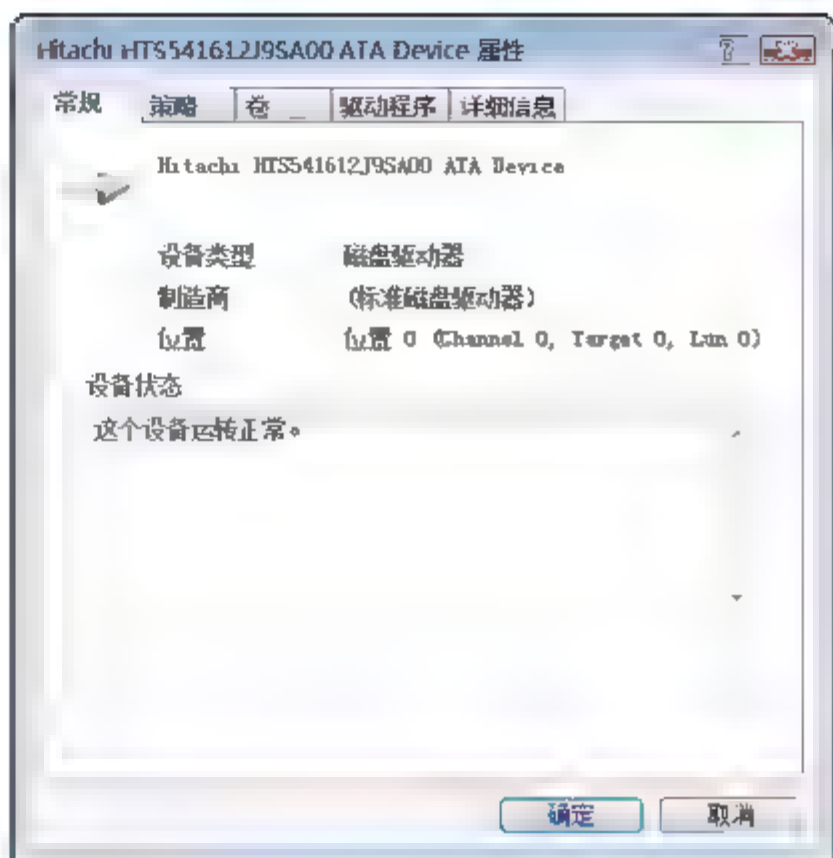 Hitachi HTS541612J9SA00 ATA Device 属性
常规 策略 卷 驱动程序 详细信息
Hitachi HTS541612J9SA00 ATA Device
设备类型 磁盘驱动器
制造商 (标准磁盘驱动器)
位置 位置 0 (Channel 0, Target 0, Lun 0)
设备状态
这个设备运转正常。
确定 取消